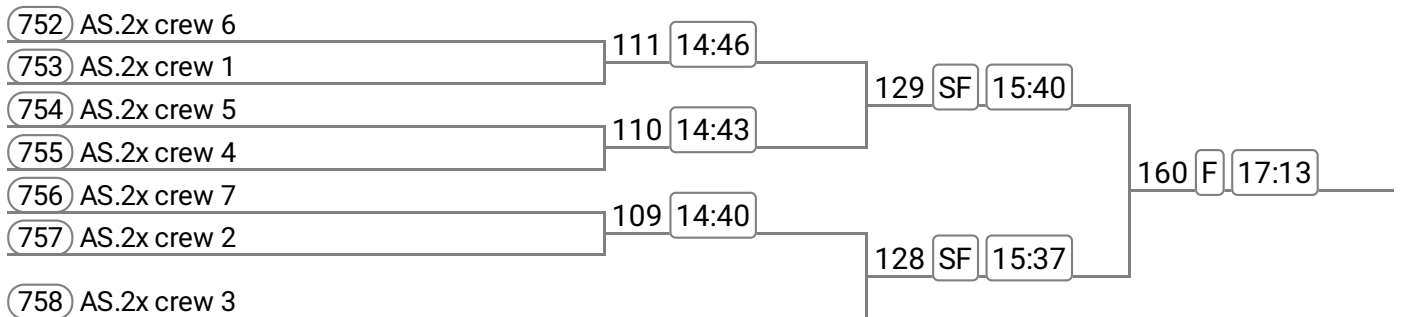 752 AS.2x crew 6
111 14:46
753 AS.2x crew 1
129 SF 15:40
754 AS.2x crew 5
110 14:43
755 AS.2x crew 4
160 F 17:13
756 AS.2x crew 7
109 14:40
757 AS.2x crew 2
128 SF 15:37
758 AS.2x crew 3